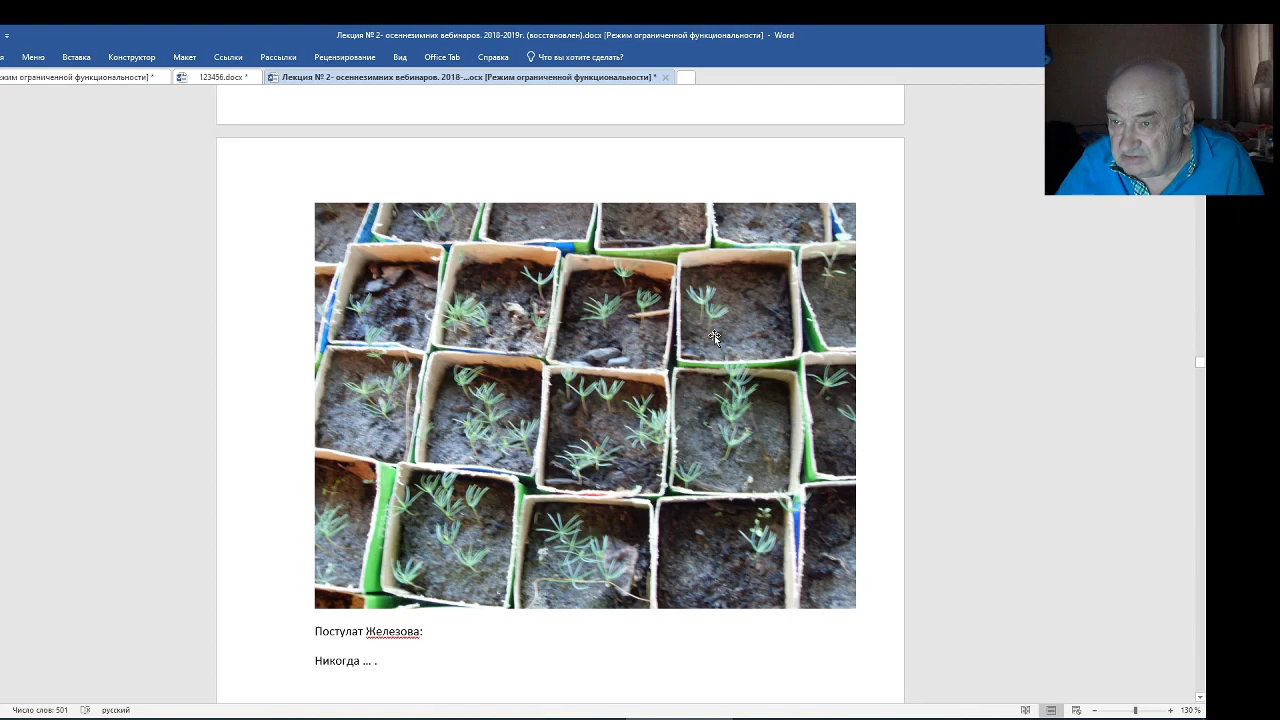 Лекция № 2- осеннезимних вебинаров. 2018-2019г. (восстановлен).docx [Режим ограниченной функциональности] - Word
Меню Вставка Конструктор Макет Ссылки Рассылки Рецензирование Вид Office Tab Справка Что вы хотите сделать?
ограниченной функциональности] * 123456.docx * Лекция № 2- осеннезимних вебинаров. 2018-...осx [Режим ограниченной функциональности] *
Постулат Железова:
Никогда ... .
Число слов: 501 русский 130 %